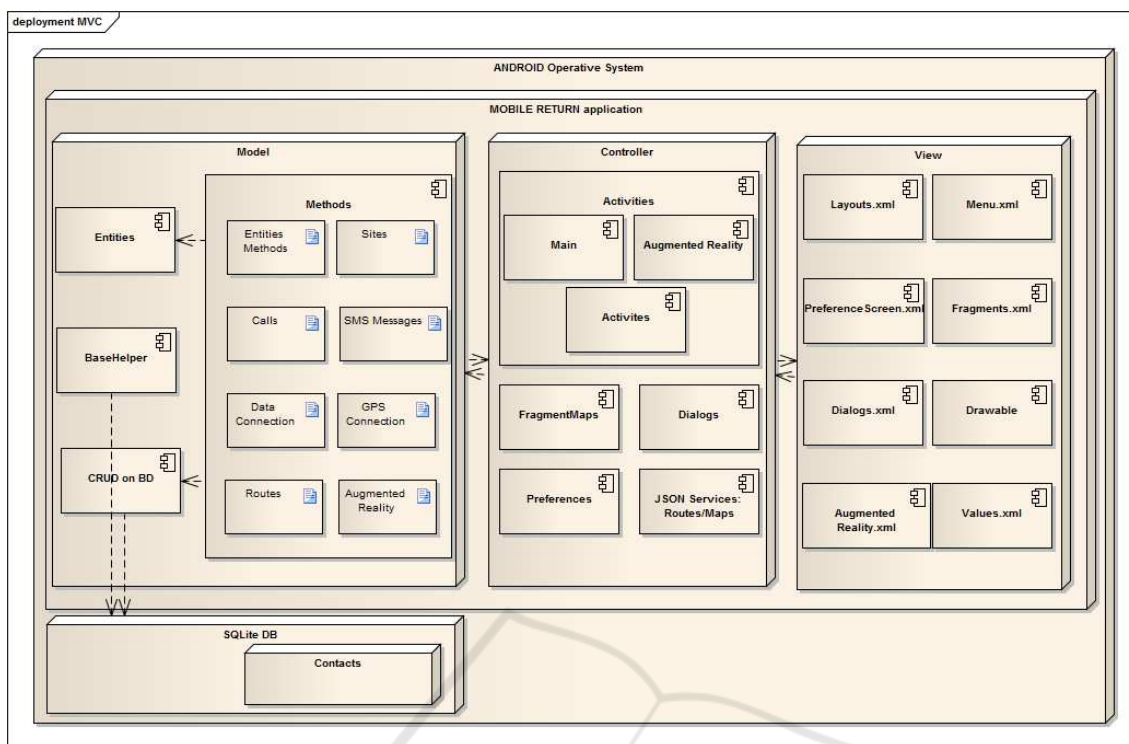 deployment MVC
ANDROID Operative System
MOBILE RETURN application
Model
Entities
BaseHelper
CRUD on BD
Methods
Entities
Methods
Sites
Calls
SMS Messages
Data
Connection
GPS
Connection
Routes
Augmented
Reality
Controller
Activities
Main
Augmented Reality
Activites
FragmentMaps
Dialogs
Preferences
JSON Services:
Routes/Maps
View
Layouts.xml
Menu.xml
PreferenceScreen.xml
Fragments.xml
Dialogs.xml
Drawable
Augmented
Reality.xml
Values.xml
SQLite DB
Contacts